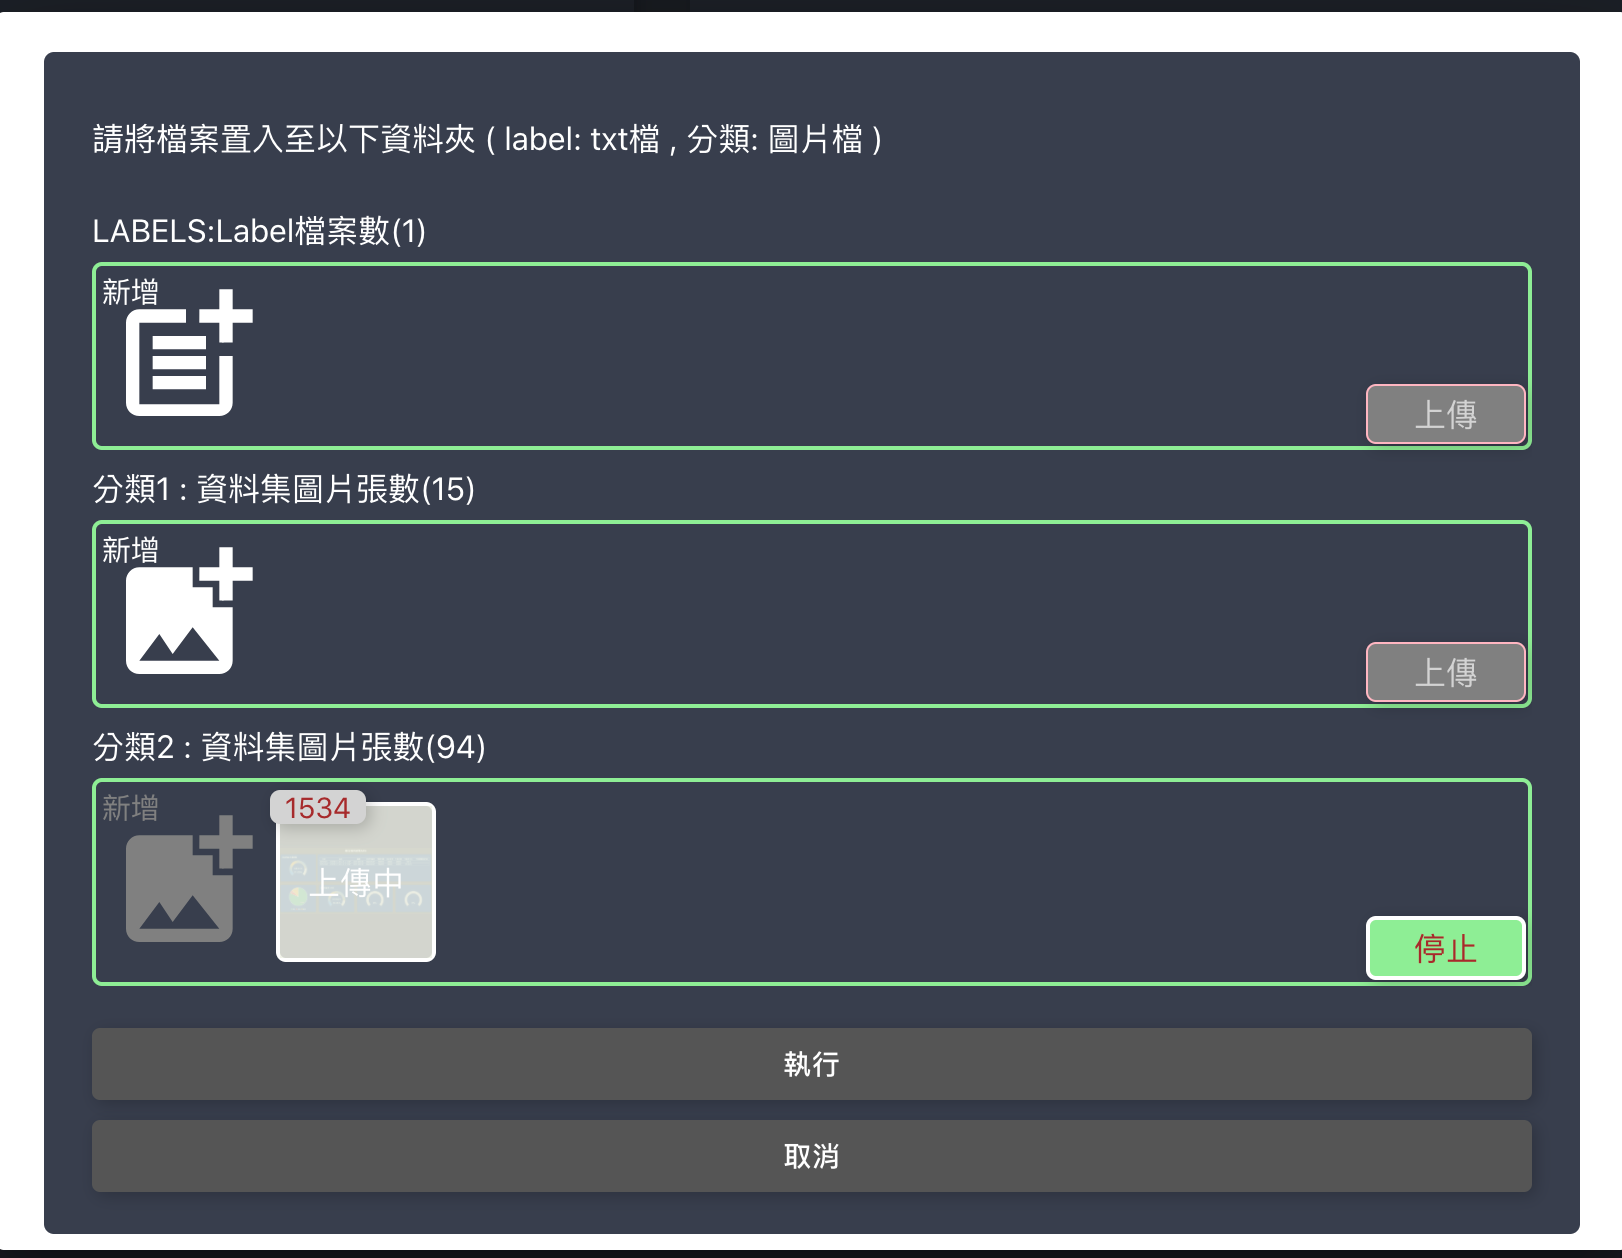 請將檔案置入至以下資料夾 ( label: txt檔 , 分類: 圖片檔 )
LABELS:Label檔案數(1)
新增
上傳
分類1 : 資料集圖片張數(15)
新增
上傳
分類2 : 資料集圖片張數(94)
新增
1534
上傳中
停止
執行
取消